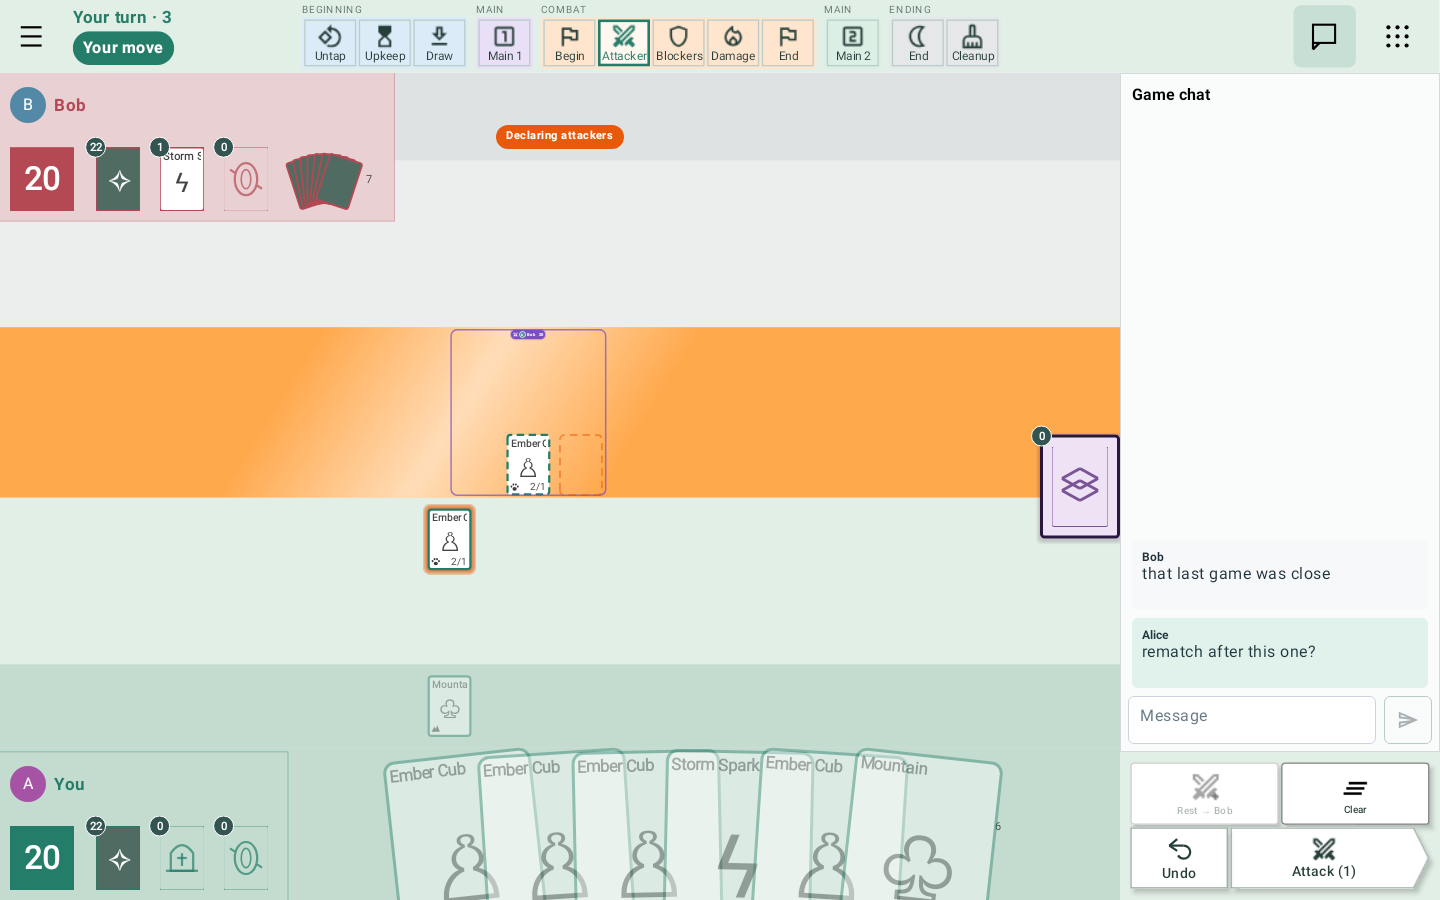 Your turn · 3
Your move
BEGINNING
MAIN
COMBAT
MAIN
ENDING
Untap
Upkeep
Draw
Main 1
Begin
Attacker
Blockers
Damage
End
Main 2
End
Cleanup
B
Bob
20
22
1
Storm S
0
7
Declaring attackers
Game chat
Bob
Ember C
2/1
0
Ember C
2/1
Bob
that last game was close
Alice
rematch after this one?
Message
Mounta
A
You
20
22
0
0
Ember Cub
Ember Cub
Ember Cub
Storm Spark
Ember Cub
Mountain
6
Rest → Bob
Clear
Undo
Attack (1)